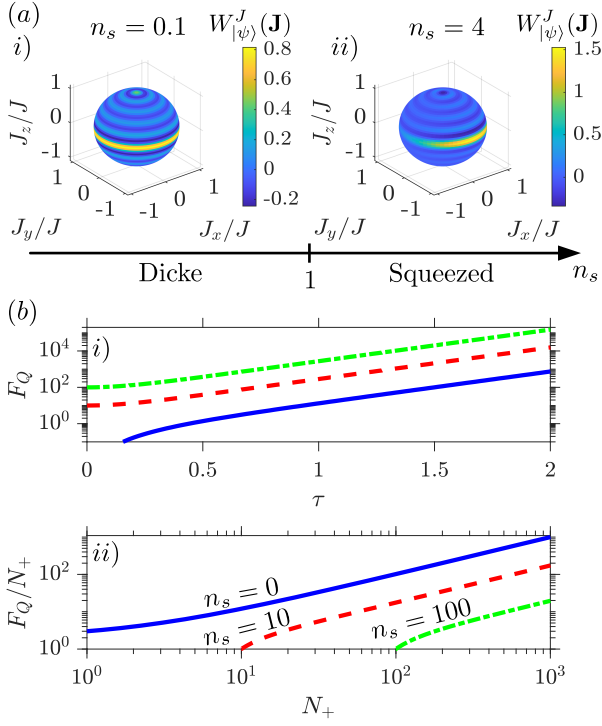 (a) n_s = 0.1 W^J_{|ψ⟩}(J) n_s = 4 W^J_{|ψ⟩}(J)
i) ii)
0.8
0.6
0.4
0.2
0
-0.2
1.5
1
0.5
0
J_z/J
1
0
-1
1
0
-1
-1
0
1
J_y/J
J_x/J
J_z/J
1
0
-1
1
0
-1
-1
0
1
J_y/J
J_x/J
Dicke 1 Squeezed n_s
(b)
i)
F_Q
10^4
10^2
10^0
0 0.5 1 1.5 2
τ
ii)
F_Q/N_+
10^2
10^0
n_s = 0
n_s = 10
n_s = 100
10^0 10^1 10^2 10^3
N_+